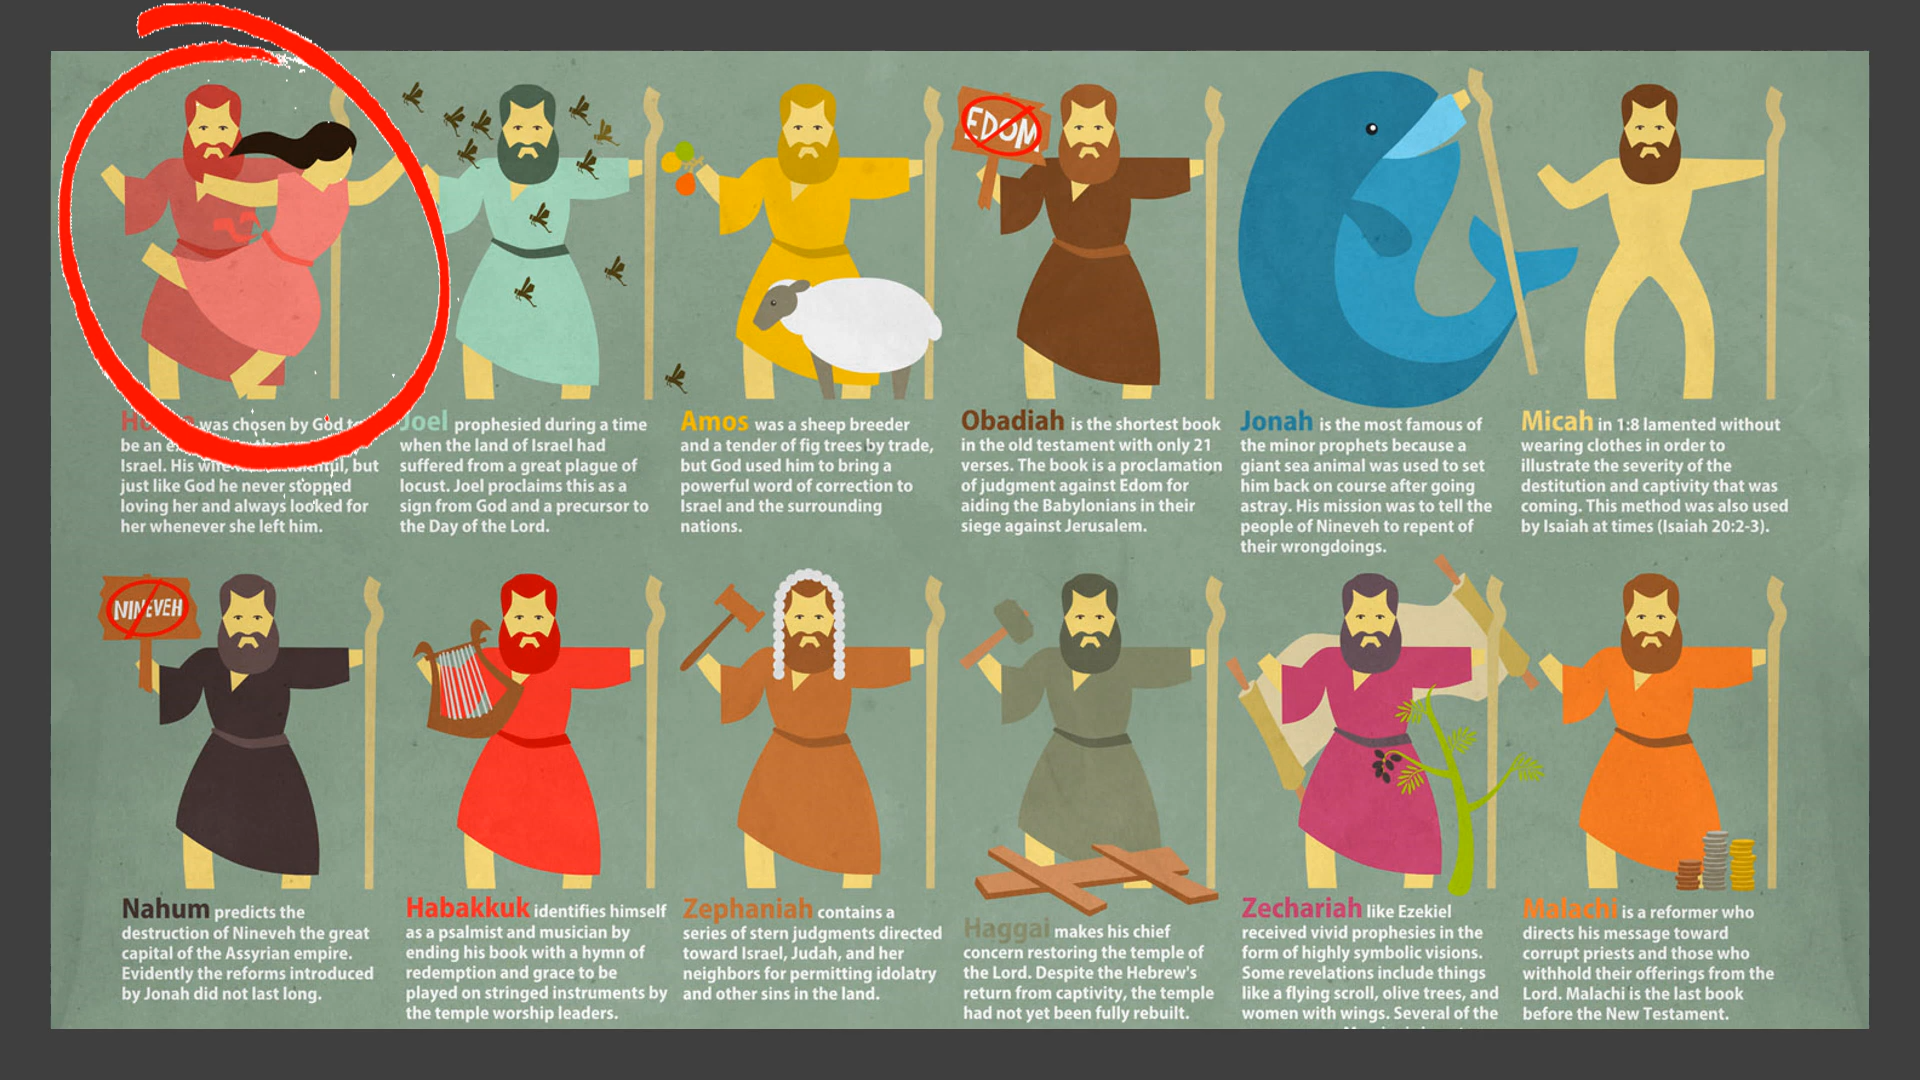 was chosen by God to
be an
Israel. His wife, but
just like God he never stopped
loving her and always looked for
her whenever she left him.
Joel prophesied during a time
when the land of Israel had
suffered from a great plague of
locust. Joel proclaims this as a
sign from God and a precursor to
the Day of the Lord.
Amos was a sheep breeder
and a tender of fig trees by trade,
but God used him to bring a
powerful word of correction to
Israel and the surrounding
nations.
EDOM
Obadiah is the shortest book
in the old testament with only 21
verses. The book is a proclamation
of judgment against Edom for
aiding the Babylonians in their
siege against Jerusalem.
Jonah is the most famous of
the minor prophets because a
giant sea animal was used to set
him back on course after going
astray. His mission was to tell the
people of Nineveh to repent of
their wrongdoings.
Micah in 1:8 lamented without
wearing clothes in order to
illustrate the severity of the
destitution and captivity that was
coming. This method was also used
by Isaiah at times (Isaiah 20:2-3).
NINEVEH
Nahum predicts the
destruction of Nineveh the great
capital of the Assyrian empire.
Evidently the reforms introduced
by Jonah did not last long.
Habakkuk identifies himself
as a psalmist and musician by
ending his book with a hymn of
redemption and grace to be
played on stringed instruments by
the temple worship leaders.
Zephaniah contains a
series of stern judgments directed
toward Israel, Judah, and her
neighbors for permitting idolatry
and other sins in the land.
Haggai makes his chief
concern restoring the temple of
the Lord. Despite the Hebrew's
return from captivity, the temple
had not yet been fully rebuilt.
Zechariah like Ezekiel
received vivid prophesies in the
form of highly symbolic visions.
Some revelations include things
like a flying scroll, olive trees, and
women with wings. Several of the
Malachi is a reformer who
directs his message toward
corrupt priests and those who
withhold their offerings from the
Lord. Malachi is the last book
before the New Testament.